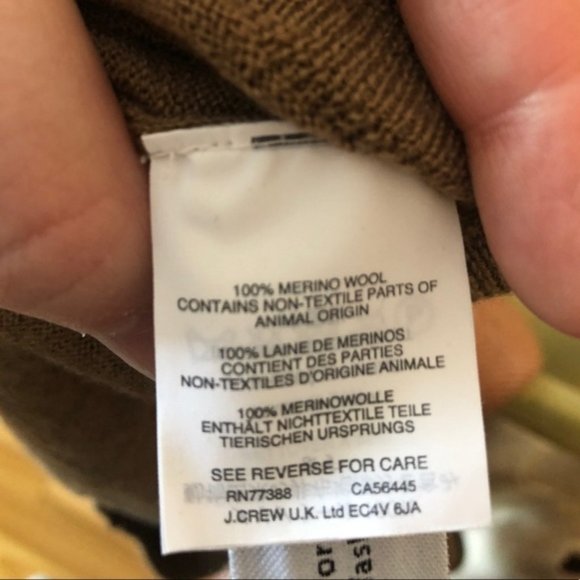 100% MERINO WOOL
CONTAINS NON-TEXTILE PARTS OF
ANIMAL ORIGIN
100% LAINE DE MERINOS
CONTIENT DES PARTIES
NON-TEXTILES D'ORIGINE ANIMALE
100% MERINOWOLLE
ENTHÄLT NICHTTEXTILE TEILE
TIERISCHEN URSPRUNGS
SEE REVERSE FOR CARE
RN77388 CA56445
J.CREW U.K. Ltd EC4V 6JA